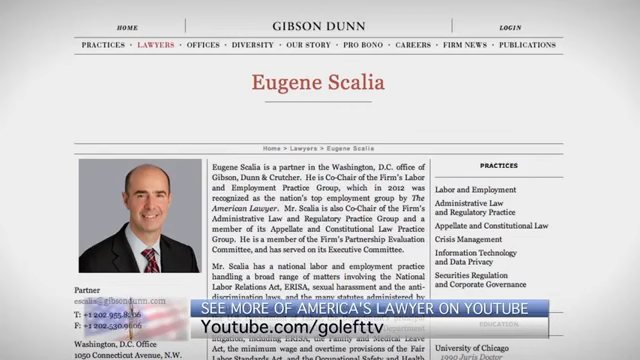 HOME
GIBSON DUNN
LOGIN
PRACTICES · LAWYERS · OFFICES · DIVERSITY · OUR STORY · PRO BONO · CAREERS · FIRM NEWS · PUBLICATIONS
Eugene Scalia
Home > Lawyers > Eugene Scalia
Eugene Scalia is a partner in the Washington, D.C. office of
Gibson, Dunn & Crutcher. He is Co-Chair of the Firm's Labor
and Employment Practice Group, which in 2012 was
recognized as the nation's top employment group by The
American Lawyer. Mr. Scalia is also Co-Chair of the Firm's
Administrative Law and Regulatory Practice Group and a
member of its Appellate and Constitutional Law Practice
Group. He is a member of the Firm's Partnership Evaluation
Committee, and has served on its Executive Committee.
Mr. Scalia has a national labor and employment practice
handling a broad range of matters involving the National
Labor Relations Act, ERISA, sexual harassment and the anti-
discrimination laws, and the many statutes administered by
litigation, including ERISA, the Family and Medical Leave
Act, the minimum wage and overtime provisions of the Fair
Labor Standards Act, and the Occupational Safety and Health
PRACTICES
Labor and Employment
Administrative Law
and Regulatory Practice
Appellate and Constitutional Law
Crisis Management
Information Technology
and Data Privacy
Securities Regulation
and Corporate Governance
EDUCATION
University of Chicago
1990 Juris Doctor
Partner
escalia@gibsondunn.com
T: +1 202.955.8206
F: +1 202.530.9606
Washington, D.C. Office
1050 Connecticut Avenue, N.W.
SEE MORE OF AMERICA'S LAWYER ON YOUTUBE
Youtube.com/golefttv